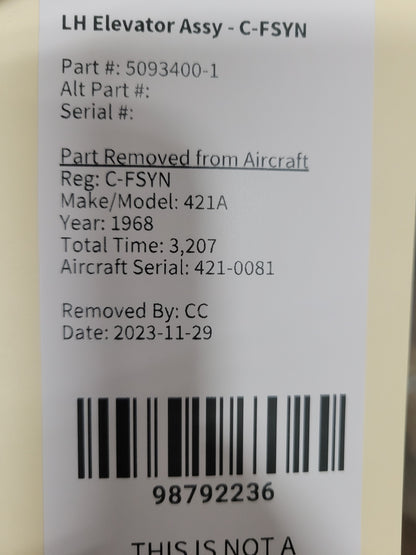 LH Elevator Assy - C-FSYN
Part #: 5093400-1
Alt Part #:
Serial #:
Part Removed from Aircraft
Reg: C-FSYN
Make/Model: 421A
Year: 1968
Total Time: 3,207
Aircraft Serial: 421-0081
Removed By: CC
Date: 2023-11-29
98792236
THIS IS NOT A